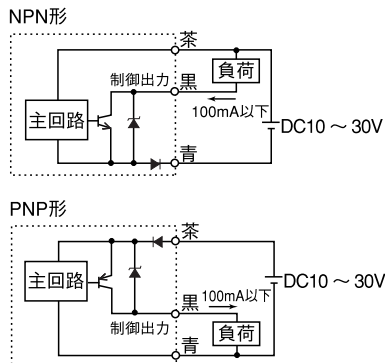 NPN形
茶
負荷
制御出力
黒
100mA以下
主回路
DC10 ～ 30V
青
PNP形
茶
主回路
DC10 ～ 30V
黒
100mA以下
制御出力
負荷
青